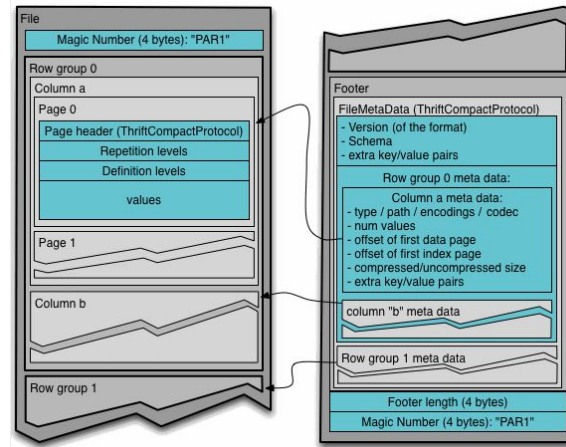 File
Magic Number (4 bytes): "PAR1"
Row group 0
Column a
Page 0
Page header (ThriftCompactProtocol)
Repetition levels
Definition levels
values
Page 1
Column b
Row group 1
Footer
FileMetaData (ThriftCompactProtocol)
- Version (of the format)
- Schema
- extra key/value pairs
Row group 0 meta data:
Column a meta data:
- type / path / encodings / codec
- num values
- offset of first data page
- offset of first index page
- compressed/uncompressed size
- extra key/value pairs
column "b" meta data
Row group 1 meta data
Footer length (4 bytes)
Magic Number (4 bytes): "PAR1"